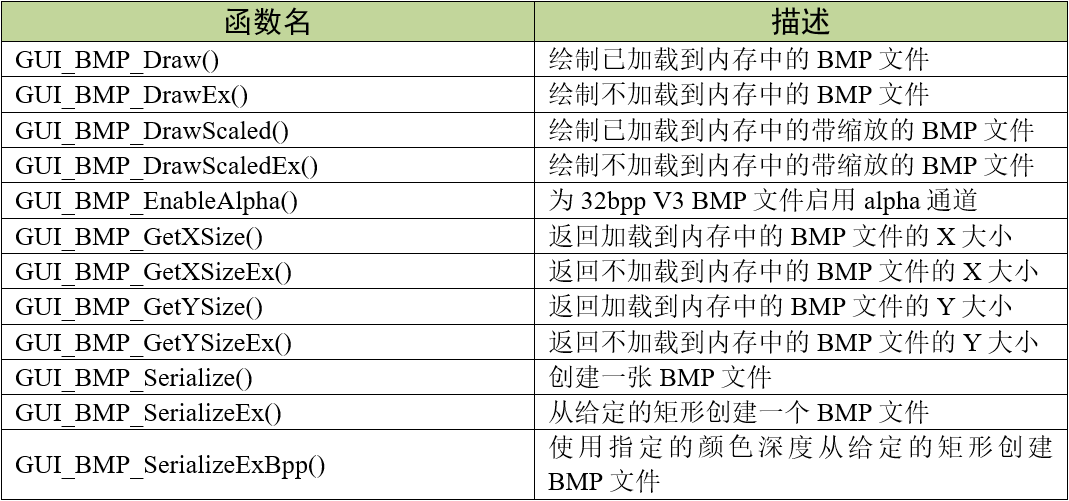 函数名 描述
GUI_BMP_Draw() 绘制已加载到内存中的 BMP 文件
GUI_BMP_DrawEx() 绘制不加载到内存中的 BMP 文件
GUI_BMP_DrawScaled() 绘制已加载到内存中的带缩放的 BMP 文件
GUI_BMP_DrawScaledEx() 绘制不加载到内存中的带缩放的 BMP 文件
GUI_BMP_EnableAlpha() 为 32bpp V3 BMP 文件启用 alpha 通道
GUI_BMP_GetXSize() 返回加载到内存中的 BMP 文件的 X 大小
GUI_BMP_GetXSizeEx() 返回不加载到内存中的 BMP 文件的 X 大小
GUI_BMP_GetYSize() 返回加载到内存中的 BMP 文件的 Y 大小
GUI_BMP_GetYSizeEx() 返回不加载到内存中的 BMP 文件的 Y 大小
GUI_BMP_Serialize() 创建一张 BMP 文件
GUI_BMP_SerializeEx() 从给定的矩形创建一个 BMP 文件
GUI_BMP_SerializeExBpp() 使用指定的颜色深度从给定的矩形创建
BMP 文件